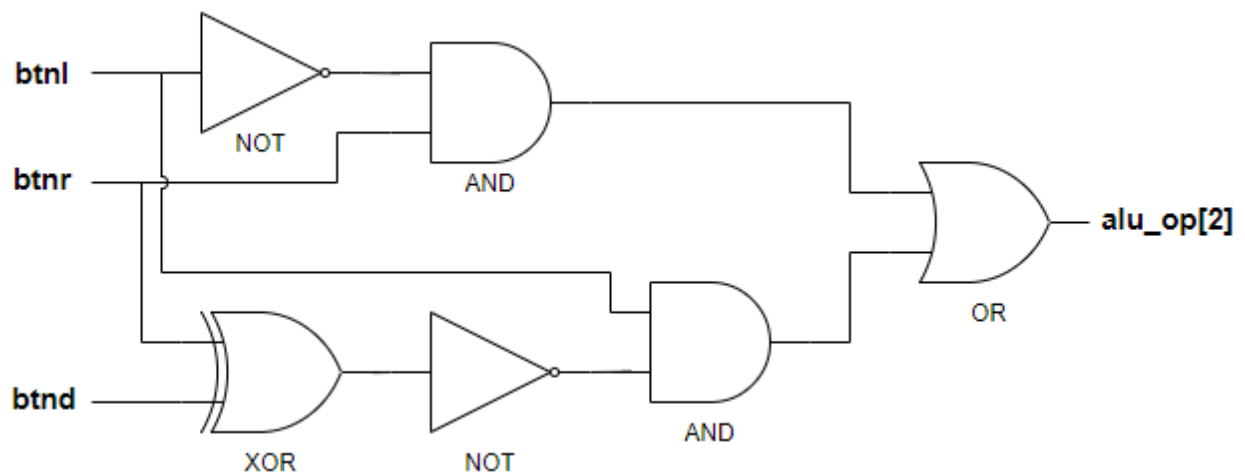 btnl
NOT
btnr
AND
alu_op[2]
OR
btnd
AND
XOR
NOT